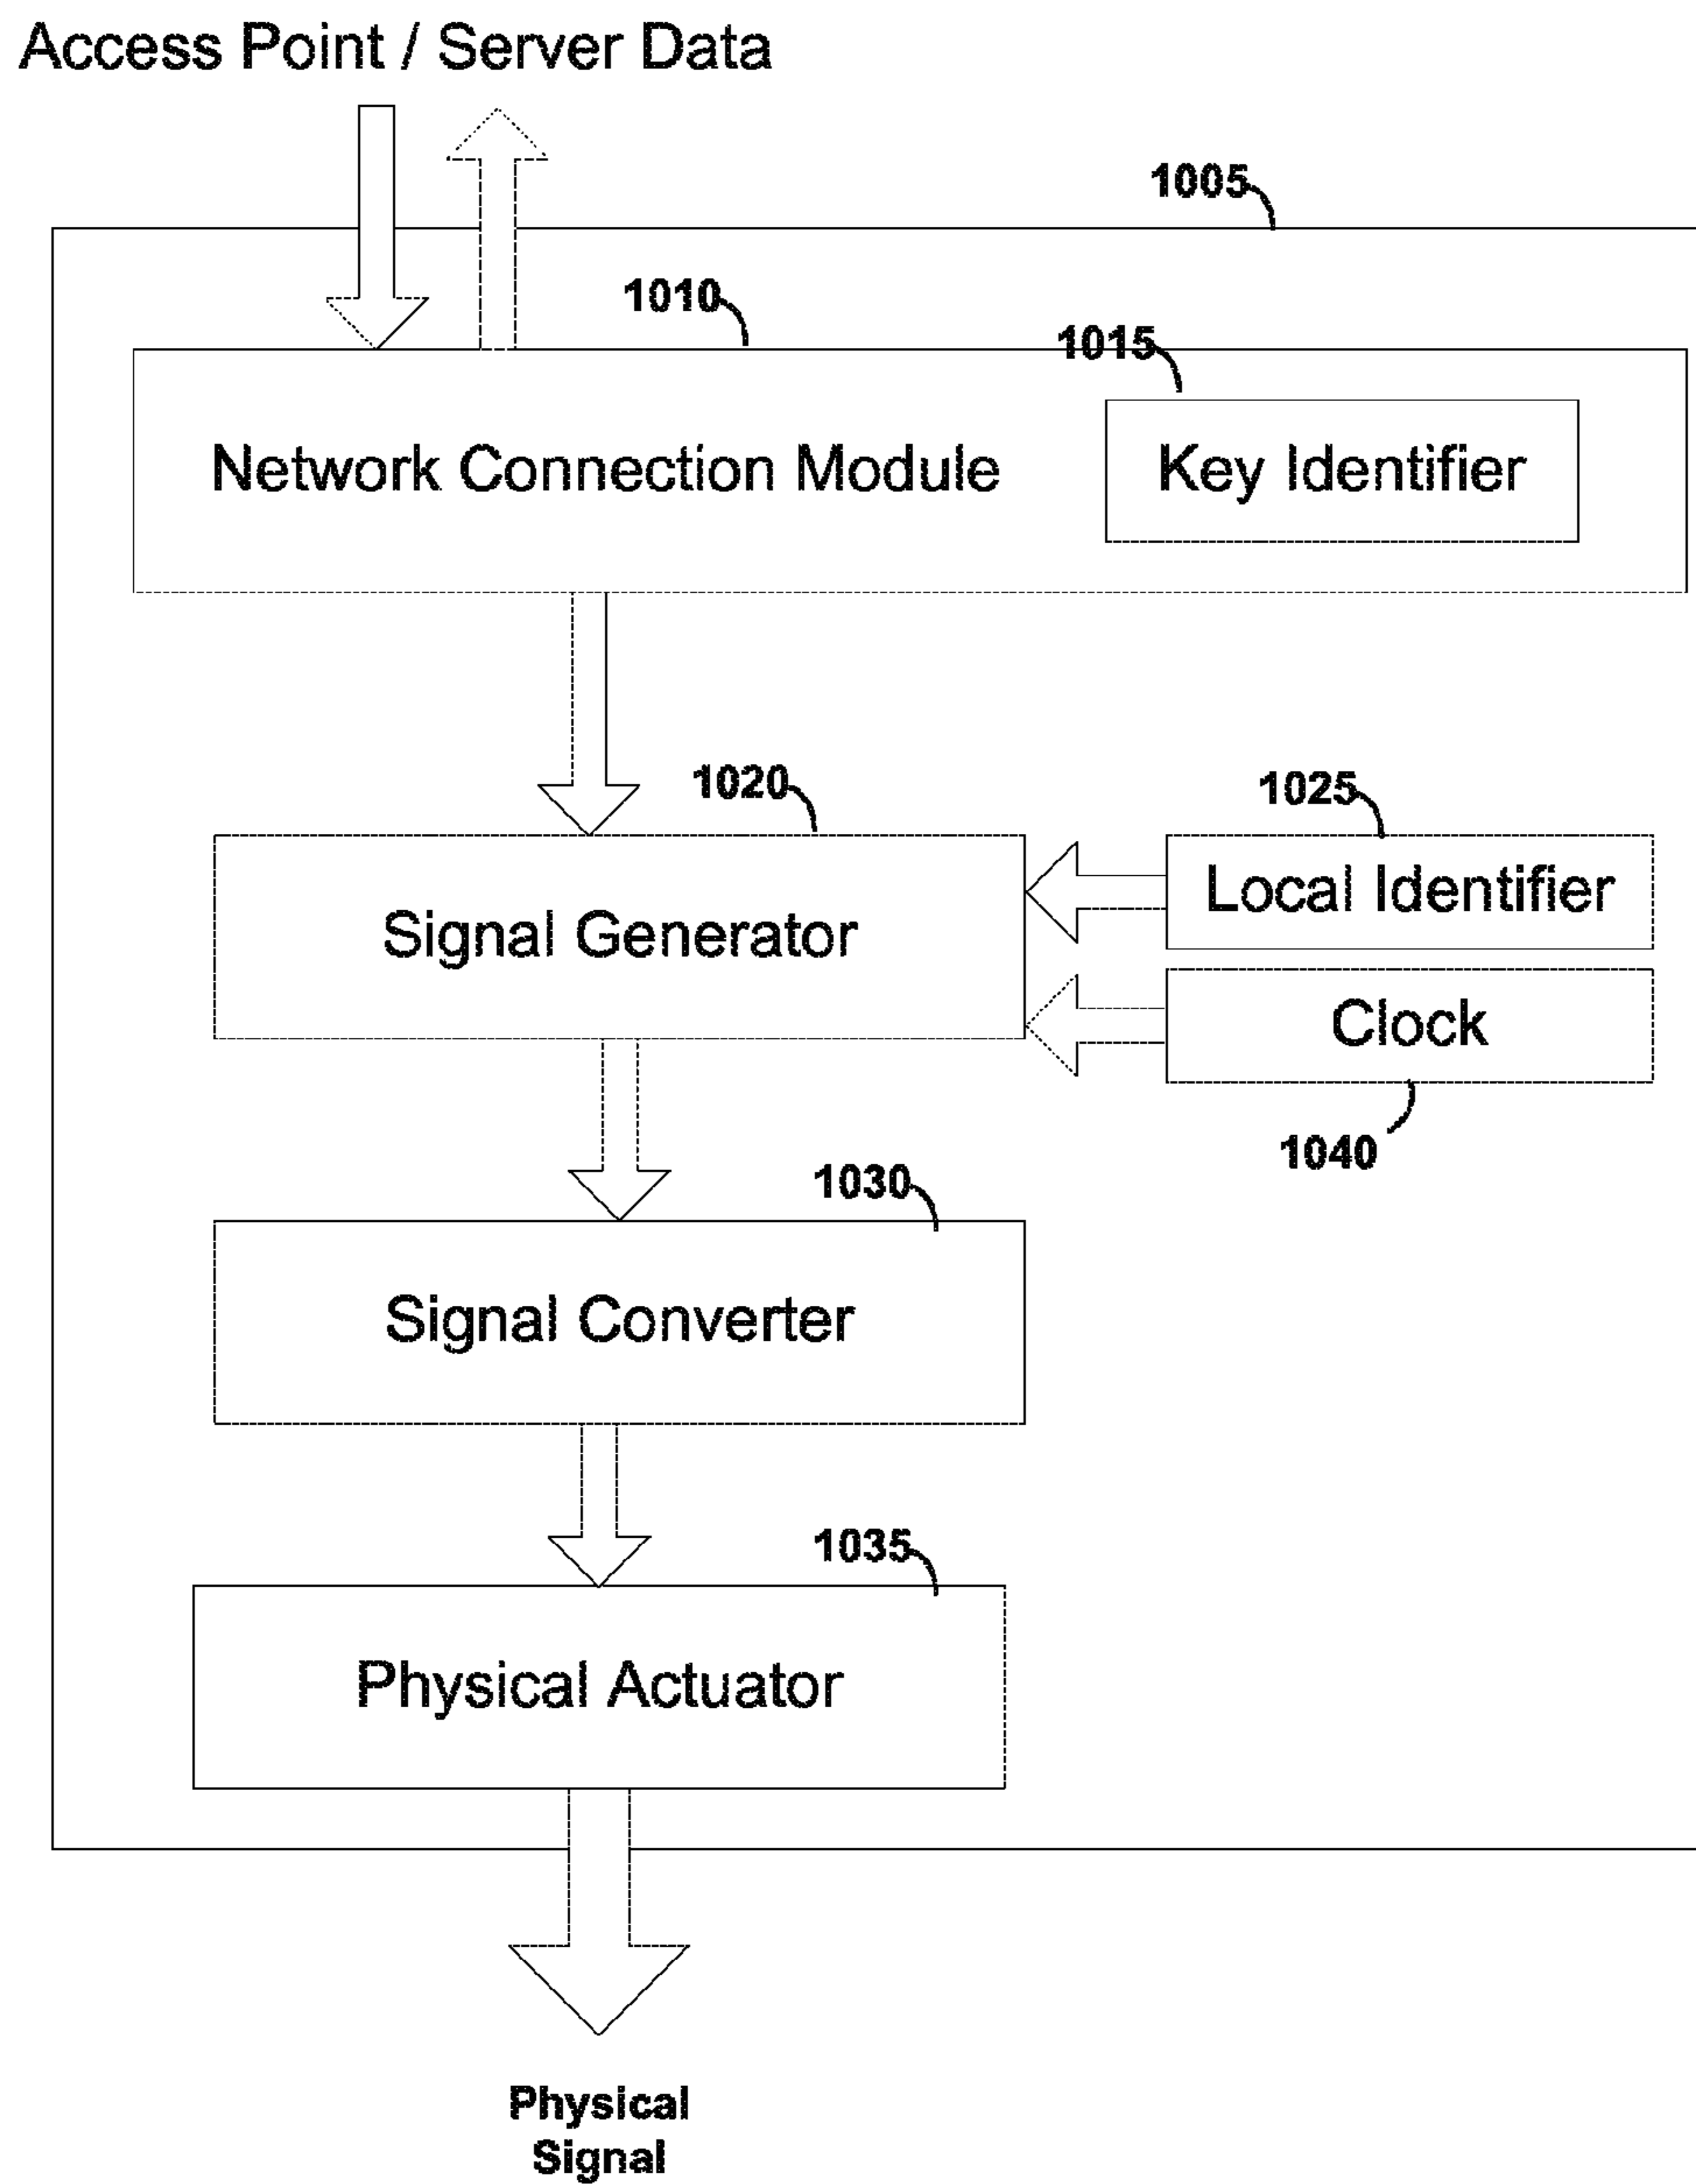 Access Point / Server Data
1005
1010
1015
Network Connection Module
Key Identifier
1020
1025
Signal Generator
Local Identifier
Clock
1040
1030
Signal Converter
1035
Physical Actuator
Physical
Signal